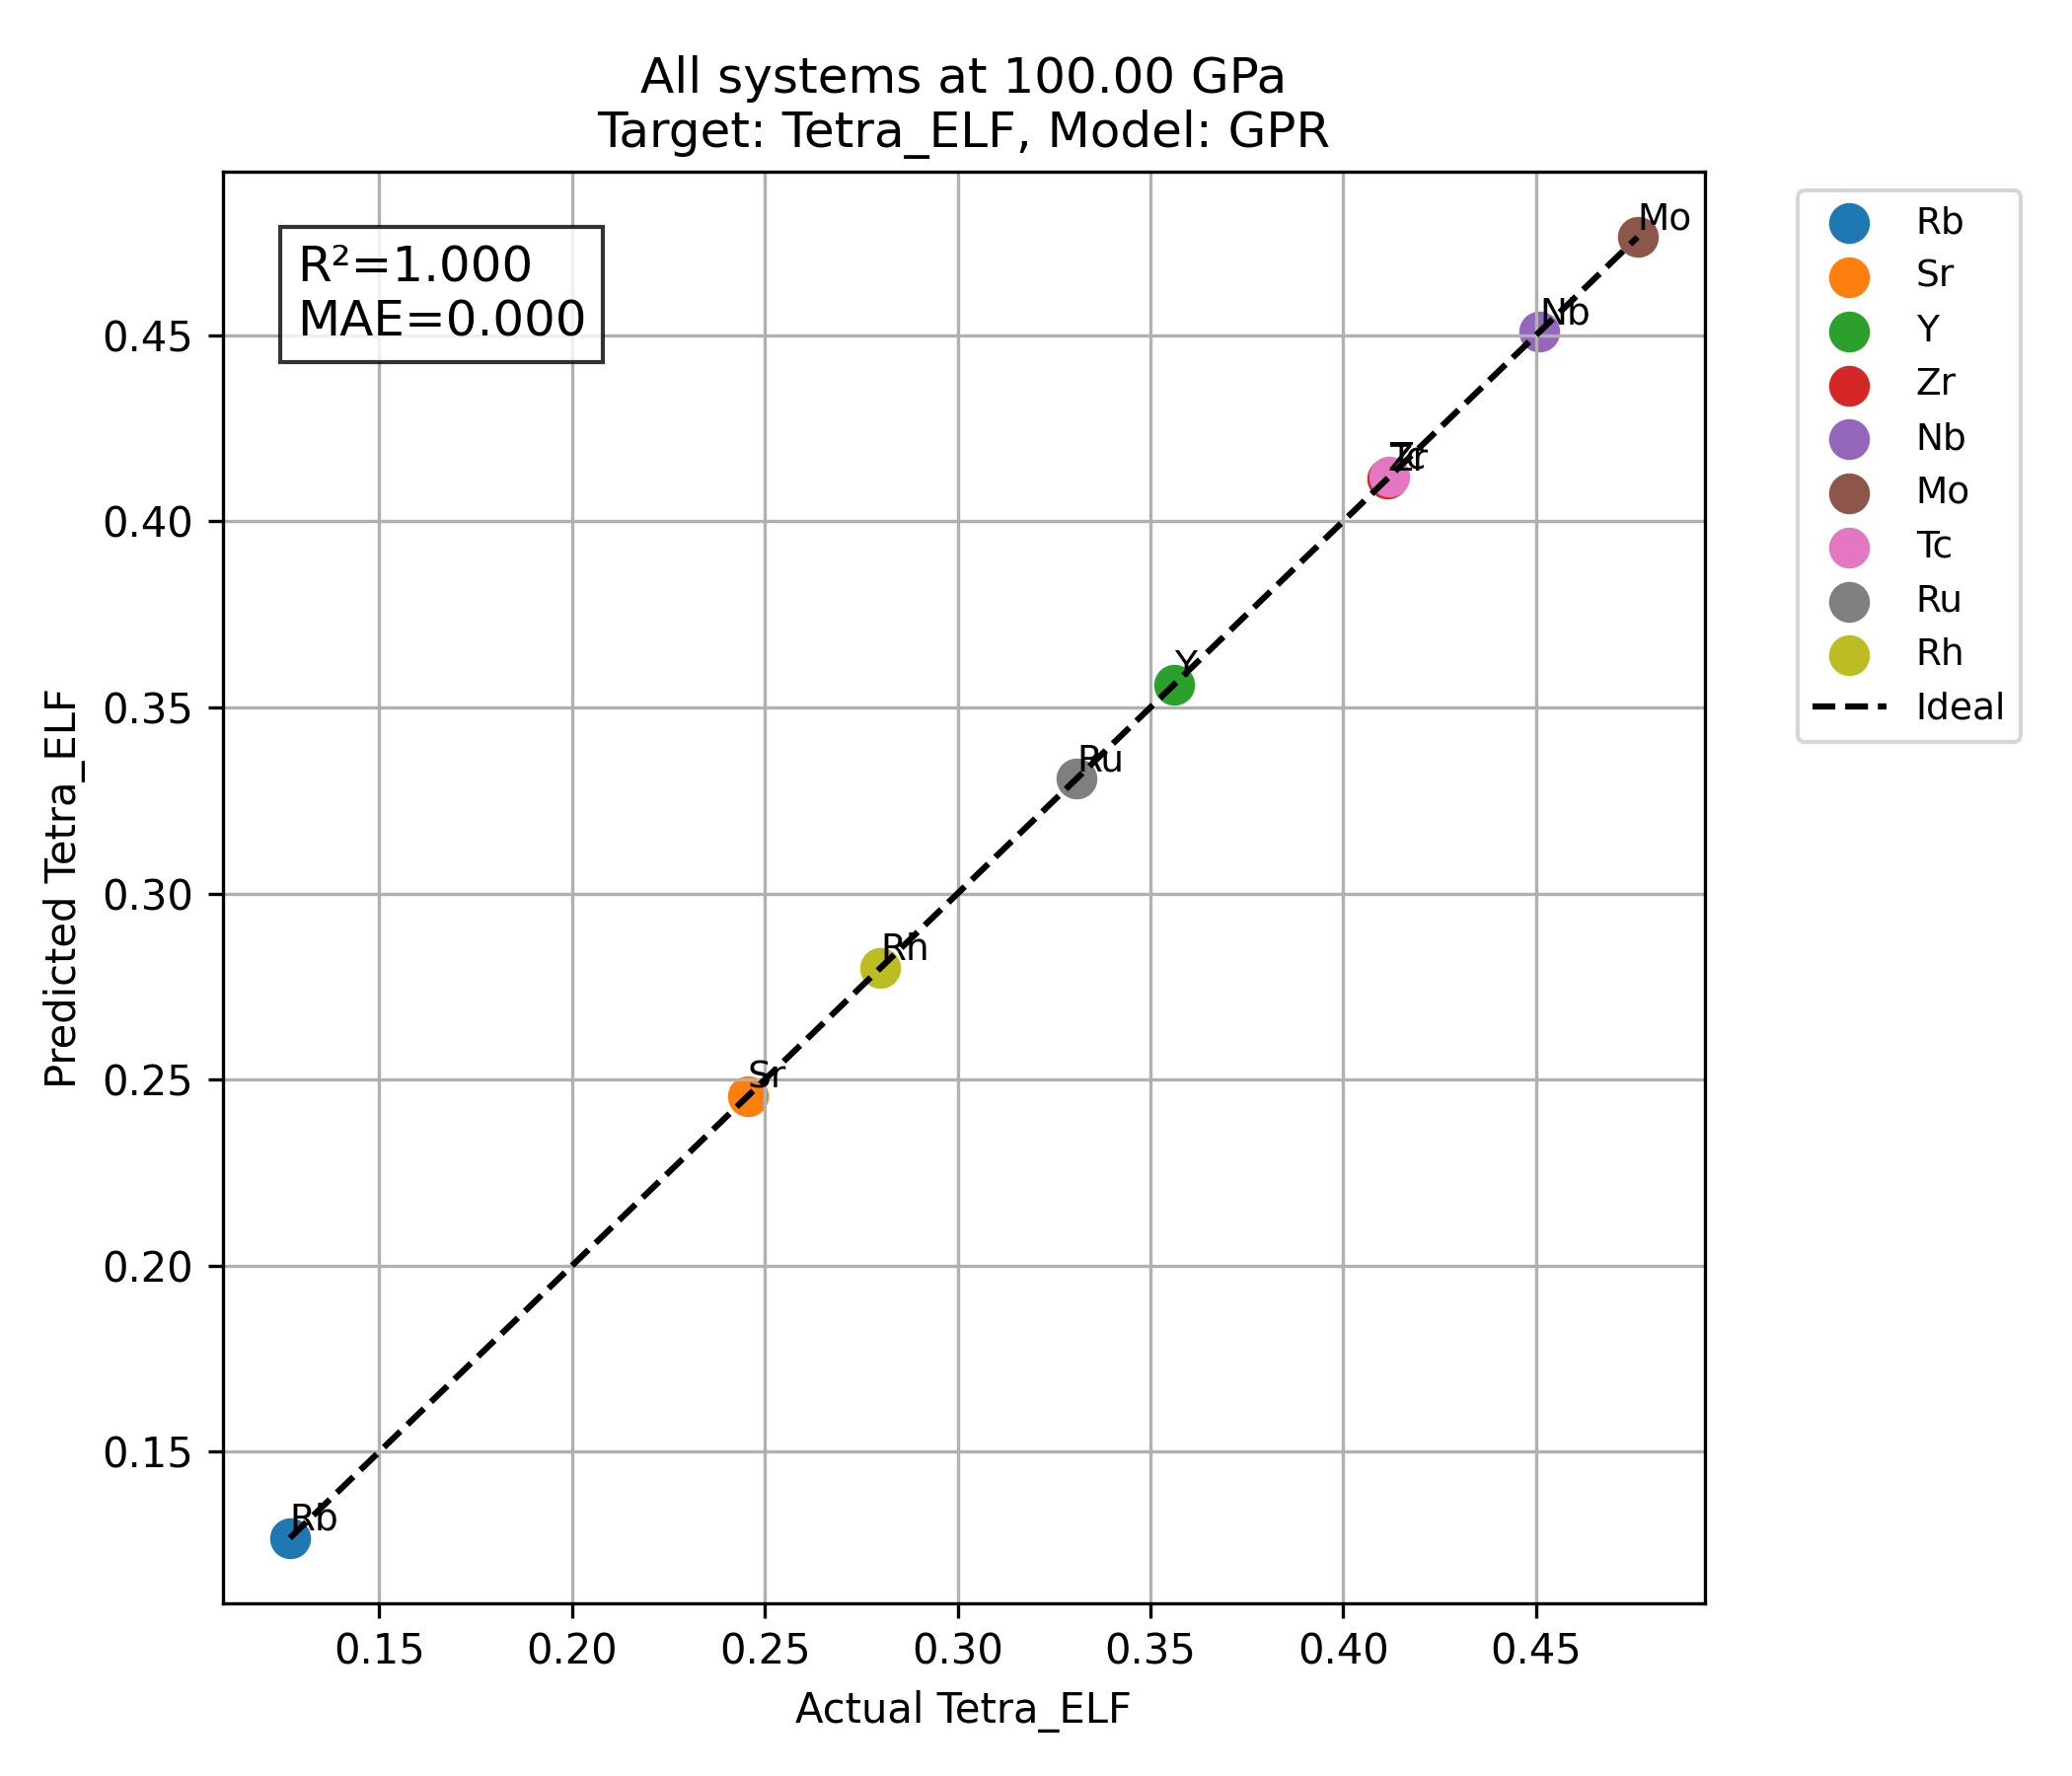 All systems at 100.00 GPa
Target: Tetra_ELF, Model: GPR
R²=1.000
MAE=0.000
Predicted Tetra_ELF
0.45
0.40
0.35
0.30
0.25
0.20
0.15
Mo
Nb
Zr
Tc
Y
Ru
Rh
Sr
Rb
0.15
0.20
0.25
0.30
0.35
0.40
0.45
Actual Tetra_ELF
Rb
Sr
Y
Zr
Nb
Mo
Tc
Ru
Rh
Ideal